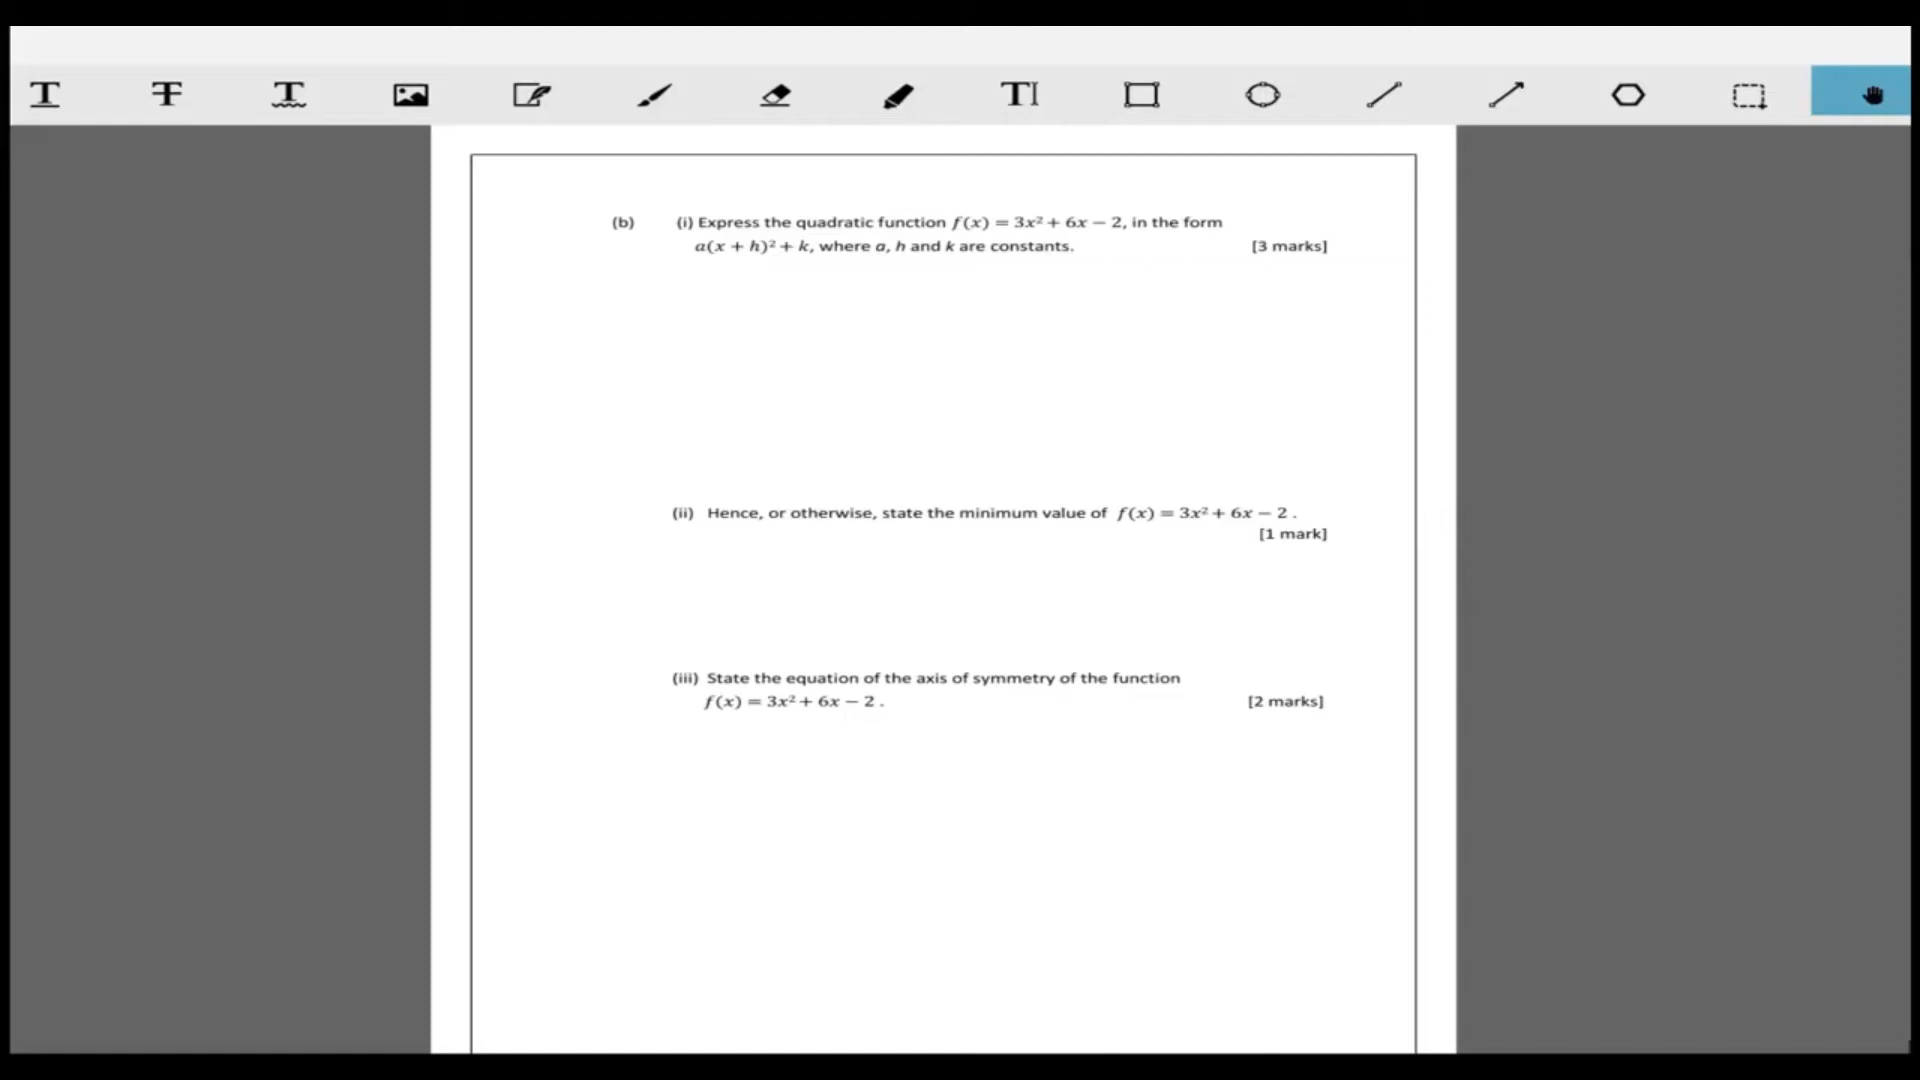 (b) (i) Express the quadratic function f(x) = 3x² + 6x − 2, in the form
a(x + h)² + k, where a, h and k are constants. [3 marks]
(ii) Hence, or otherwise, state the minimum value of f(x) = 3x² + 6x − 2 .
[1 mark]
(iii) State the equation of the axis of symmetry of the function
f(x) = 3x² + 6x − 2 . [2 marks]